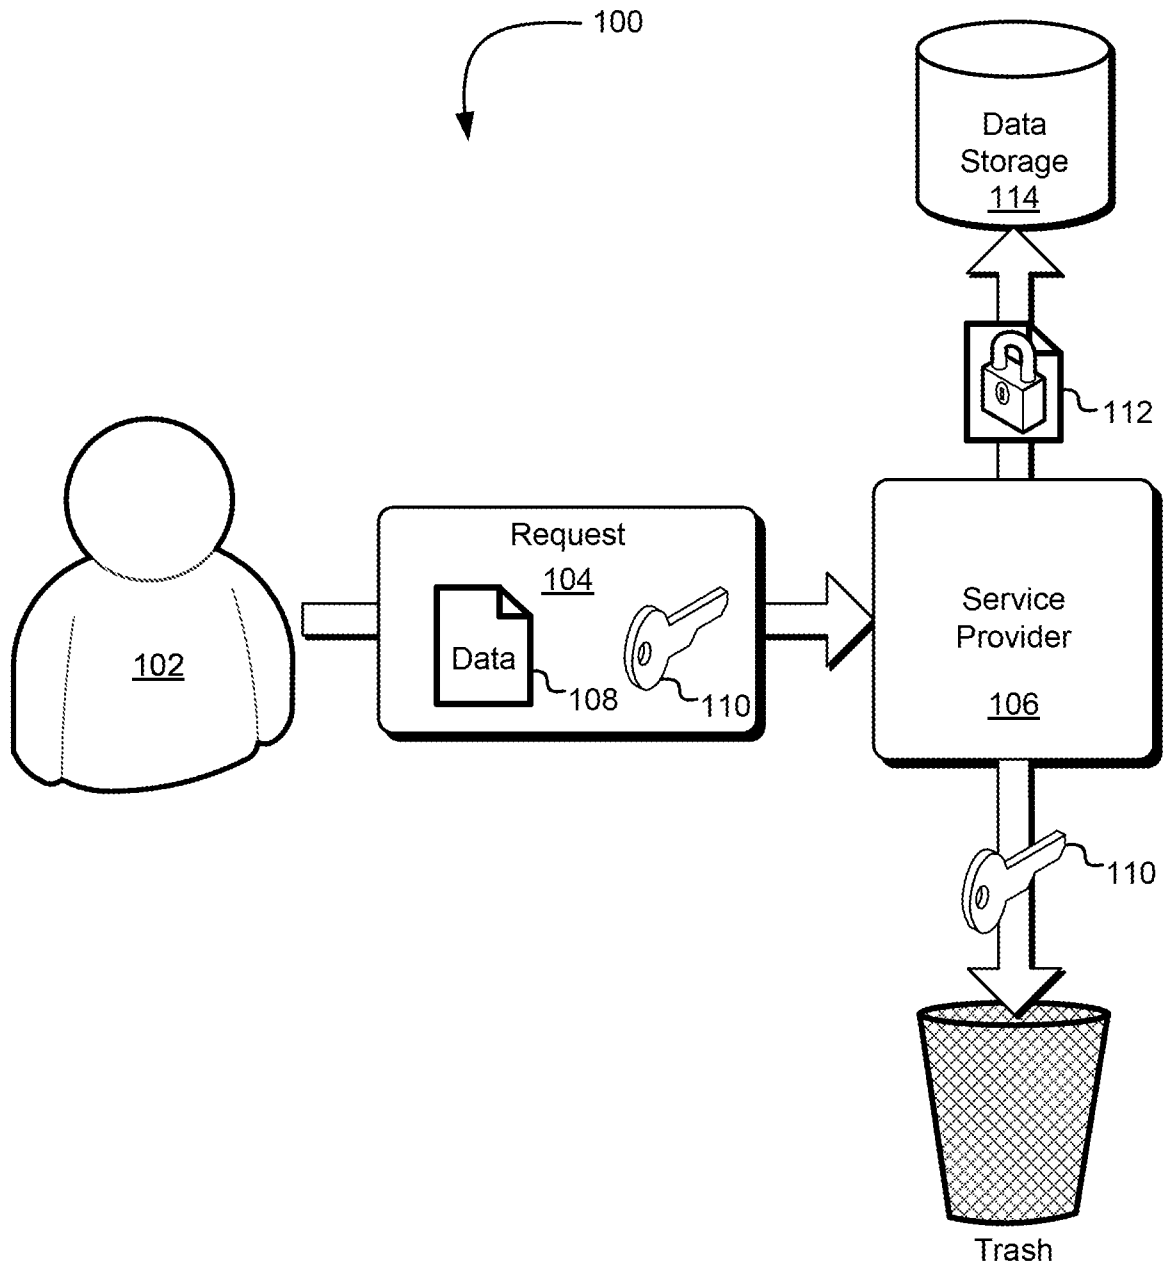 100
Data
Storage
114
112
Request
104
Data
108
110
102
Service
Provider
106
110
Trash